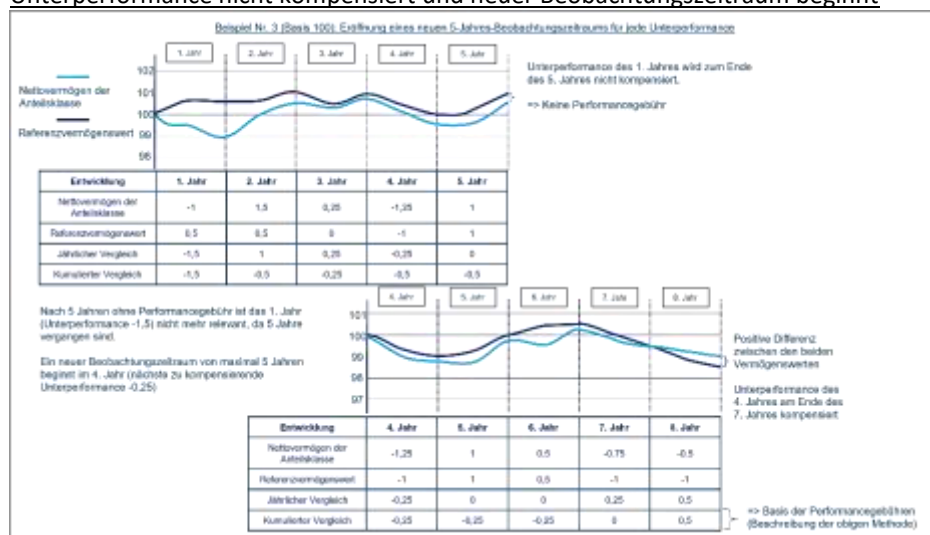 Unterperformance nicht kompensiert und neuer Beobachtungszeitraum beginnt
Beispiel Nr. 3 (Basis 100): Eröffnung eines neuen 5-Jahres-Beobachtungszeitraums für jede Unterperformance
1. Jahr 2. Jahr 3. Jahr 4. Jahr 5. Jahr
102
101
100
99
98
Nettovermögen der
Anteilsklasse
Referenzvermögenswert
Unterperformance des 1. Jahres wird zum Ende
des 5. Jahres nicht kompensiert.
=> Keine Performancegebühr
Entwicklung 1. Jahr 2. Jahr 3. Jahr 4. Jahr 5. Jahr
Nettovermögen der
Anteilsklasse -1 1,5 0,25 -1,25 1
Referenzvermögenswert 0,5 0,5 0 -1 1
Jährlicher Vergleich -1,5 1 0,25 -0,25 0
Kumulierter Vergleich -1,5 -0,5 -0,25 -0,5 -0,5
Nach 5 Jahren ohne Performancegebühr ist das 1. Jahr
(Unterperformance -1,5) nicht mehr relevant, da 5 Jahre
vergangen sind.
Ein neuer Beobachtungszeitraum von maximal 5 Jahren
beginnt im 4. Jahr (nächste zu kompensierende
Unterperformance -0,25)
4. Jahr 5. Jahr 6. Jahr 7. Jahr 8. Jahr
101
100
99
98
97
Positive Differenz
zwischen den beiden
Vermögenswerten
Unterperformance des
4. Jahres am Ende des
7. Jahres kompensiert
Entwicklung 4. Jahr 5. Jahr 6. Jahr 7. Jahr 8. Jahr
Nettovermögen der
Anteilsklasse -1,25 1 0,5 -0,75 -0,5
Referenzvermögenswert -1 1 0,5 -1 -1
Jährlicher Vergleich -0,25 0 0 0,25 0,5
Kumulierter Vergleich -0,25 -0,25 -0,25 0 0,5
=> Basis der Performancegebühren
(Beschreibung der obigen Methode)